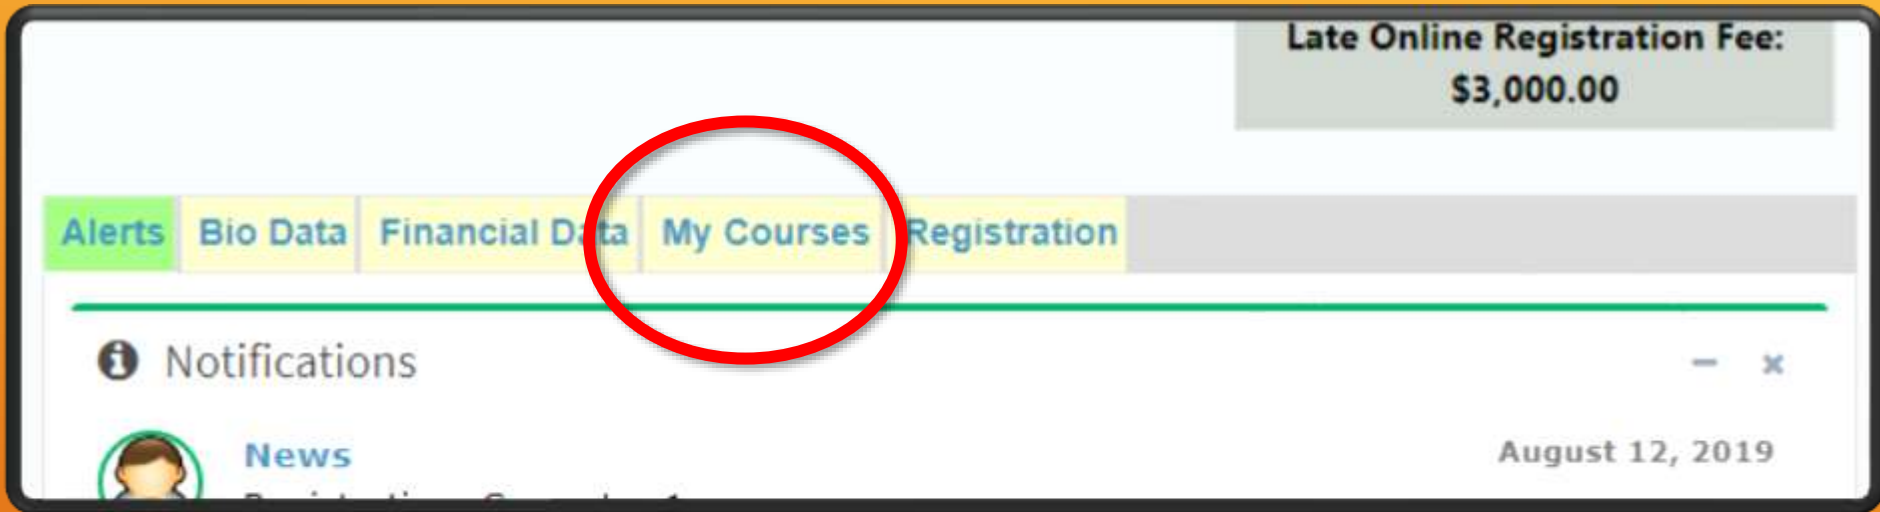 Late Online Registration Fee:
$3,000.00
Alerts Bio Data Financial Data My Courses Registration
Notifications
News
August 12, 2019